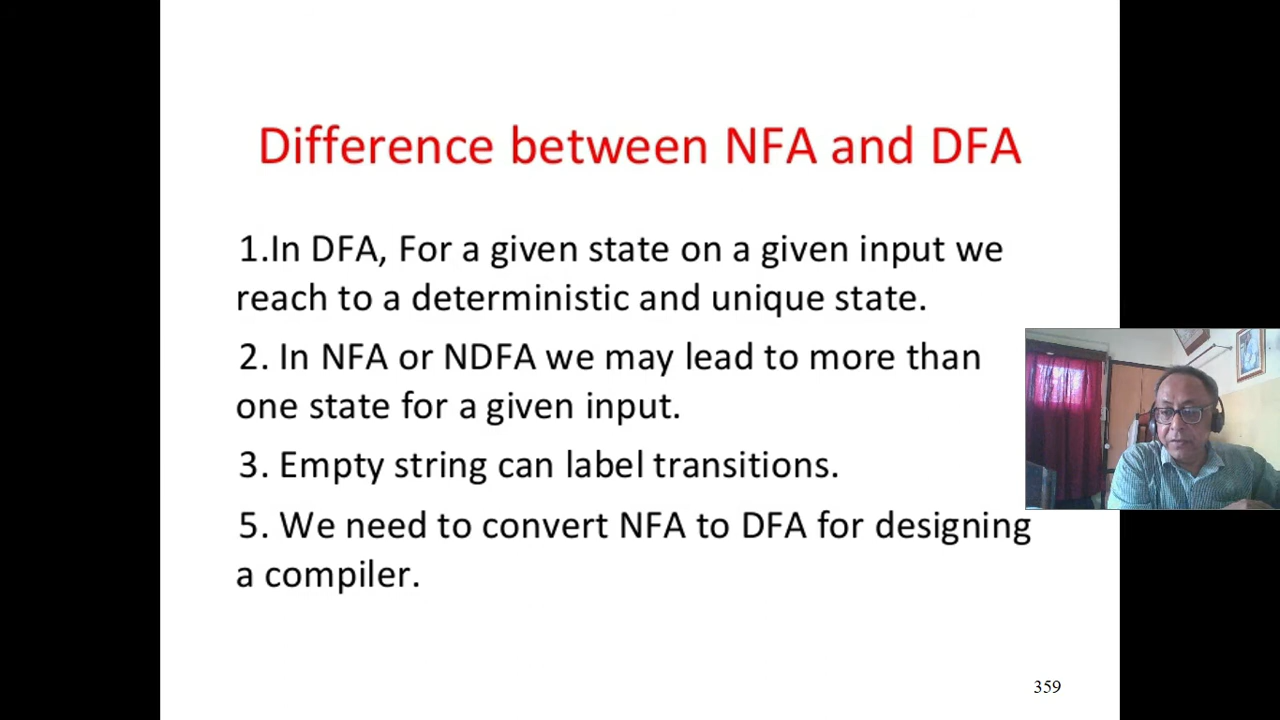 Difference between NFA and DFA
1.In DFA, For a given state on a given input we
reach to a deterministic and unique state.
2. In NFA or NDFA we may lead to more than
one state for a given input.
3. Empty string can label transitions.
5. We need to convert NFA to DFA for designing
a compiler.
359